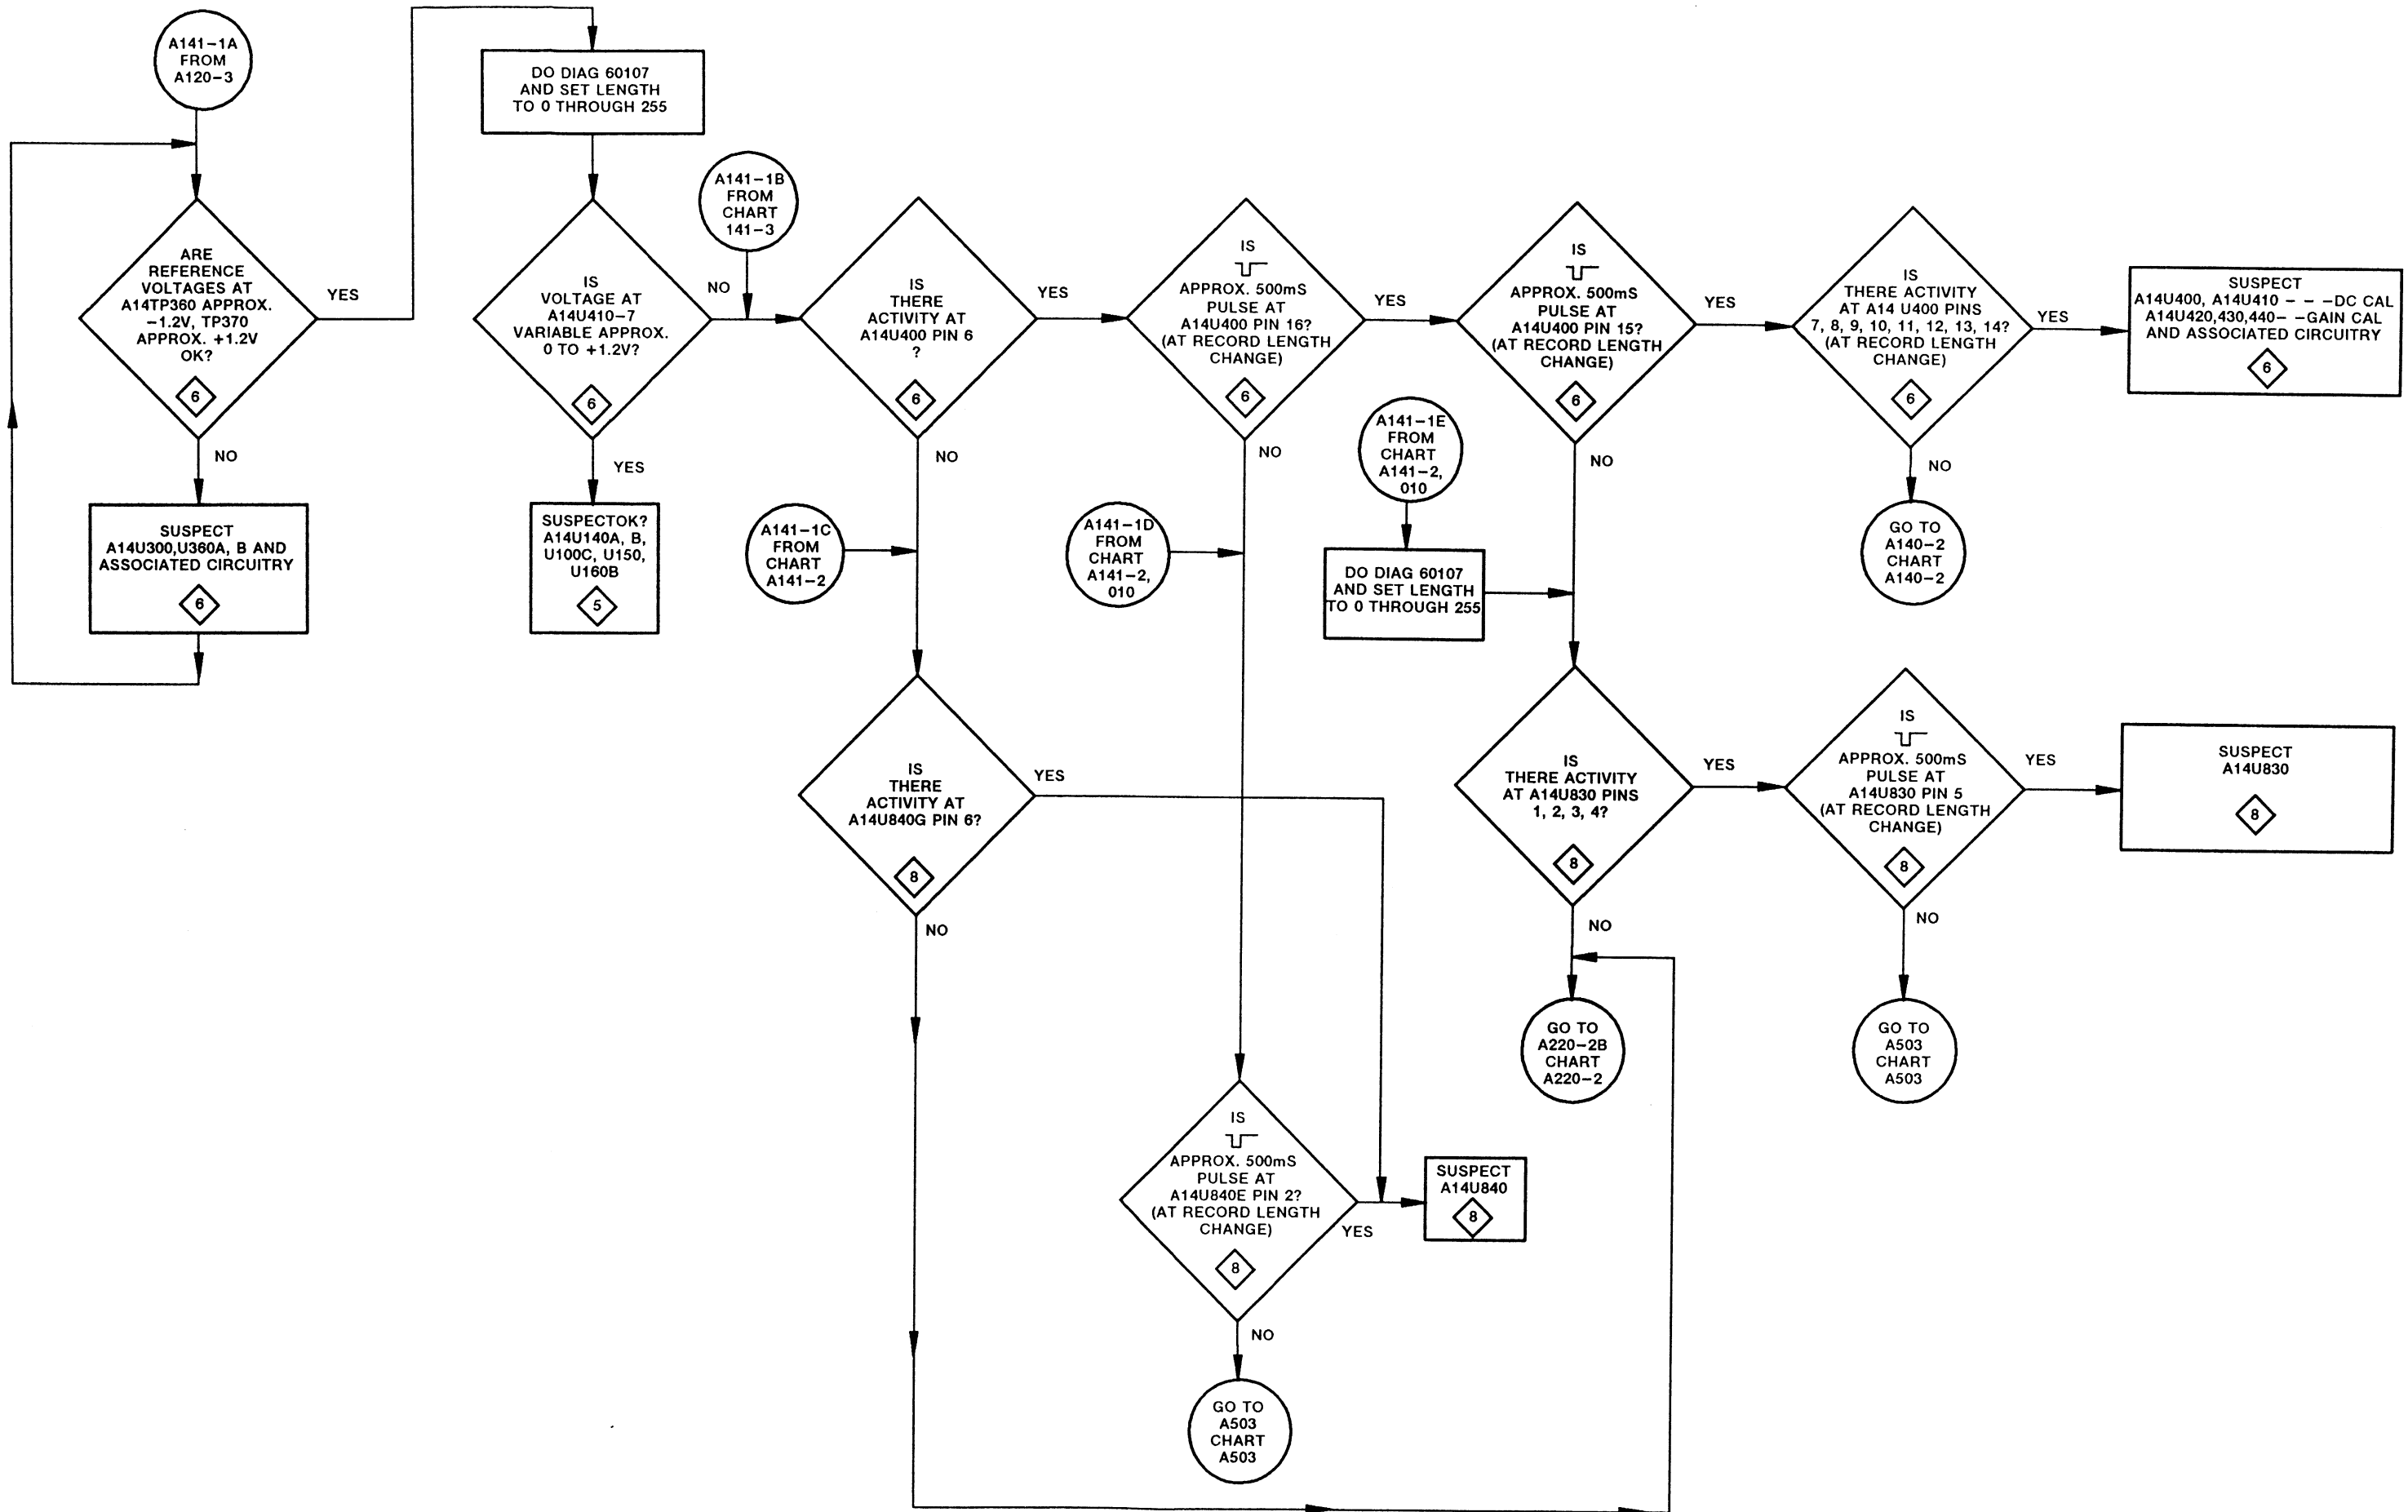 A141-1A
FROM
A120-3
ARE
REFERENCE
VOLTAGES AT
A14TP360 APPROX.
-1.2V, TP370
APPROX. +1.2V
OK?
6
YES
NO
SUSPECT
A14U300,U360A, B AND
ASSOCIATED CIRCUITRY
6
DO DIAG 60107
AND SET LENGTH
TO 0 THROUGH 255
IS
VOLTAGE AT
A14U410-7
VARIABLE APPROX.
0 TO +1.2V?
6
NO
YES
SUSPECTOK?
A14U140A, B,
U100C, U150,
U160B
5
A141-1B
FROM
CHART
141-3
IS
THERE
ACTIVITY AT
A14U400 PIN 6
?
6
YES
NO
A141-1C
FROM
CHART
A141-2
IS
THERE
ACTIVITY AT
A14U840G PIN 6?
8
YES
NO
IS
APPROX. 500mS
PULSE AT
A14U400 PIN 16?
(AT RECORD LENGTH
CHANGE)
6
YES
NO
A141-1D
FROM
CHART
A141-2,
010
IS
APPROX. 500mS
PULSE AT
A14U840E PIN 2?
(AT RECORD LENGTH
CHANGE)
8
YES
NO
SUSPECT
A14U840
8
GO TO
A503
CHART
A503
IS
APPROX. 500mS
PULSE AT
A14U400 PIN 15?
(AT RECORD LENGTH
CHANGE)
6
YES
NO
A141-1E
FROM
CHART
A141-2,
010
DO DIAG 60107
AND SET LENGTH
TO 0 THROUGH 255
IS
THERE ACTIVITY
AT A14U830 PINS
1, 2, 3, 4?
8
YES
NO
GO TO
A220-2B
CHART
A220-2
IS
THERE ACTIVITY
AT A14 U400 PINS
7, 8, 9, 10, 11, 12, 13, 14?
(AT RECORD LENGTH
CHANGE)
6
YES
NO
GO TO
A140-2
CHART
A140-2
SUSPECT
A14U400, A14U410 - - -DC CAL
A14U420,430,440- -GAIN CAL
AND ASSOCIATED CIRCUITRY
6
IS
APPROX. 500mS
PULSE AT
A14U830 PIN 5
(AT RECORD LENGTH
CHANGE)
8
YES
NO
SUSPECT
A14U830
8
GO TO
A503
CHART
A503